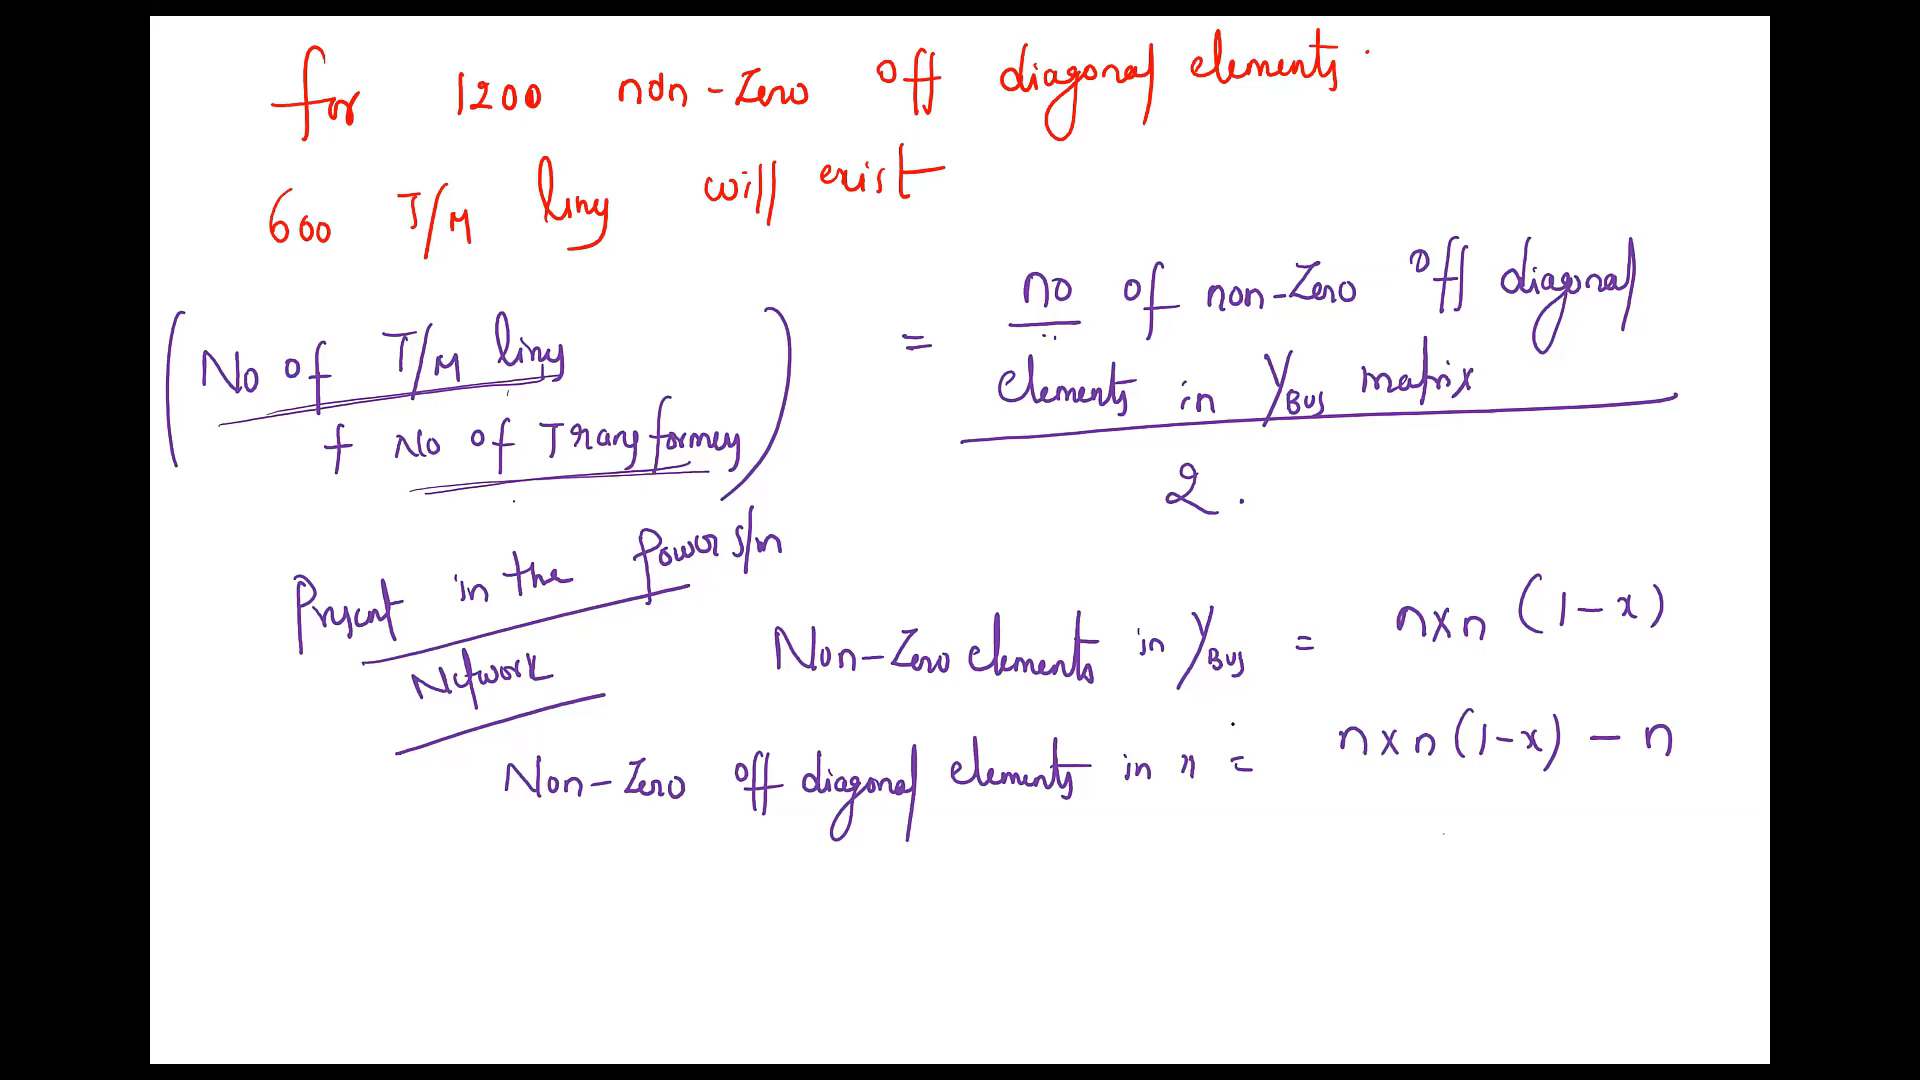 for 1200 non-Zero off diagonal elements.
600 T/M lines will exist
(No of T/M lines + No of Transformers) = no of non-Zero off diagonal elements in YBUS matrix
2.
Present in the power s/m
Network
Non-Zero elements in YBUS = n×n (1-x)
Non-Zero off diagonal elements in " = n×n (1-x) - n